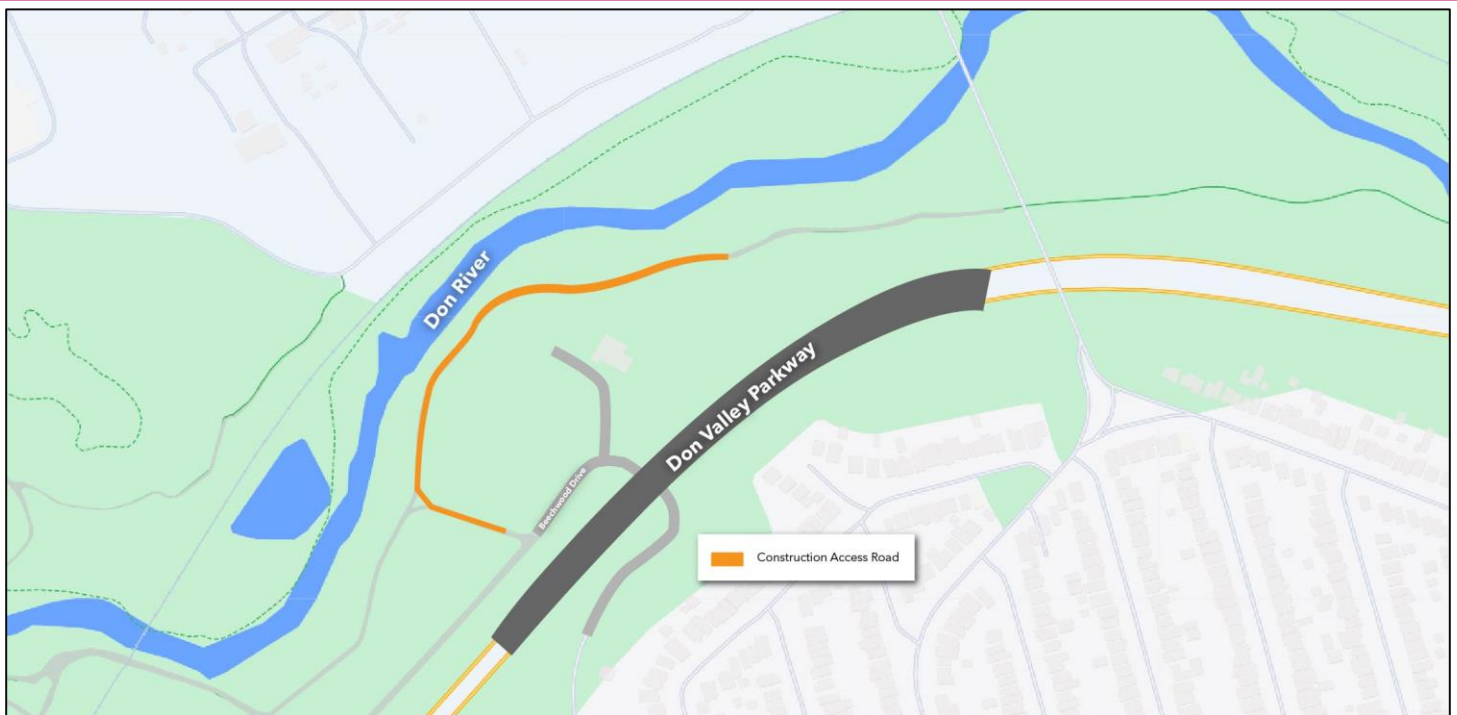 Don River
Don Valley Parkway
Beechwood Drive
Construction Access Road